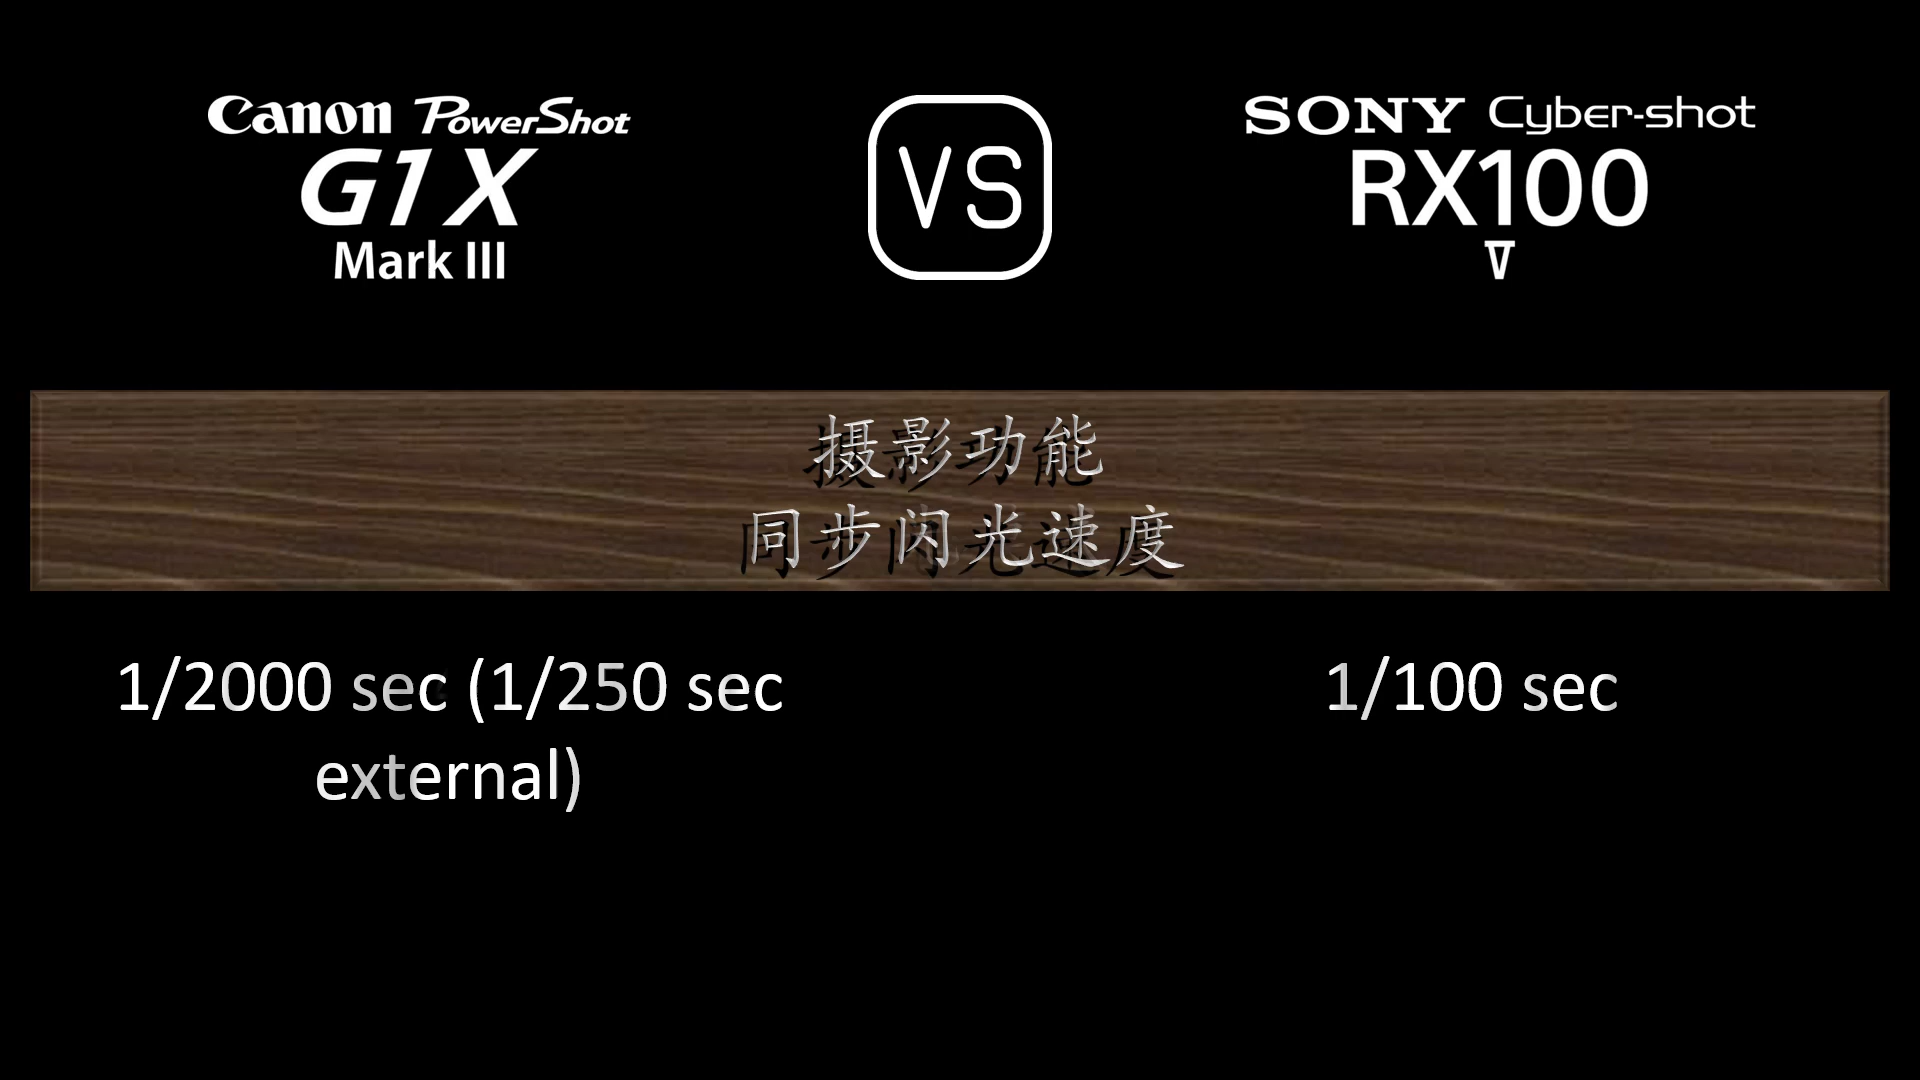 Canon PowerShot
G1 X
Mark III
VS
SONY Cyber-shot
RX100
V
摄影功能
同步闪光速度
1/2000 sec (1/250 sec
external)
1/100 sec